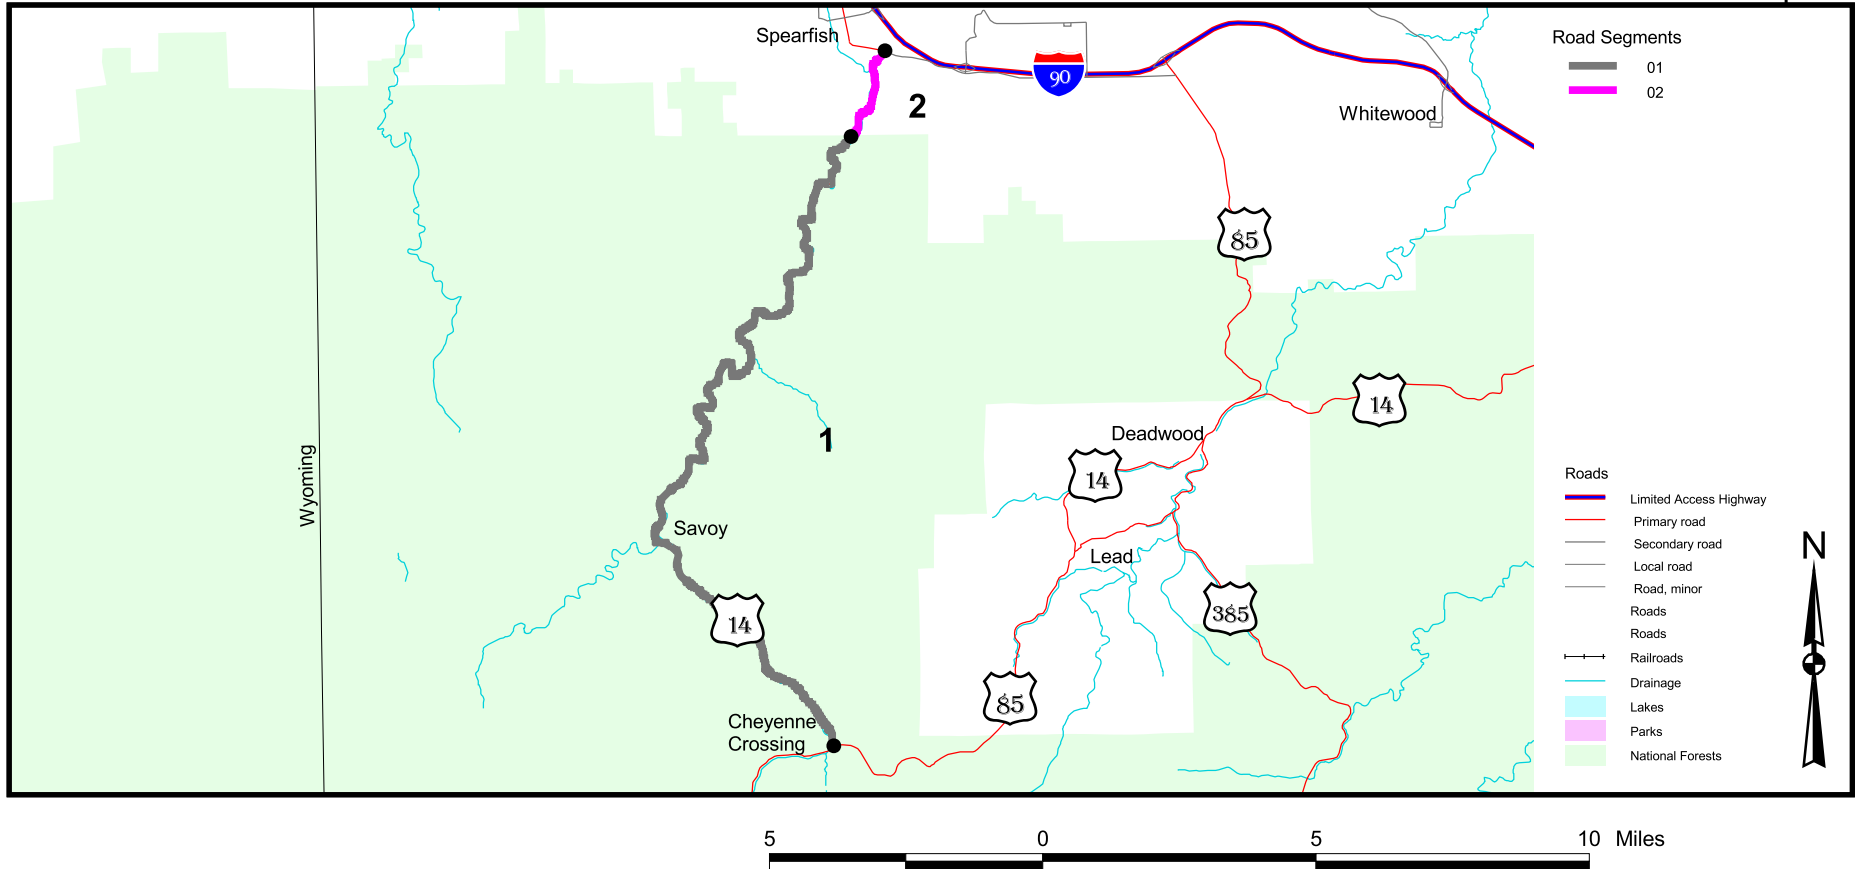 Spearfish
90
2
Whitewood
Road Segments
01
02
85
14
1
Deadwood
14
Wyoming
Savoy
Lead
14
385
85
Cheyenne
Crossing
Roads
Limited Access Highway
Primary road
Secondary road
Local road
Road, minor
Roads
Roads
Railroads
Drainage
Lakes
Parks
National Forests
N
5 0 5 10 Miles